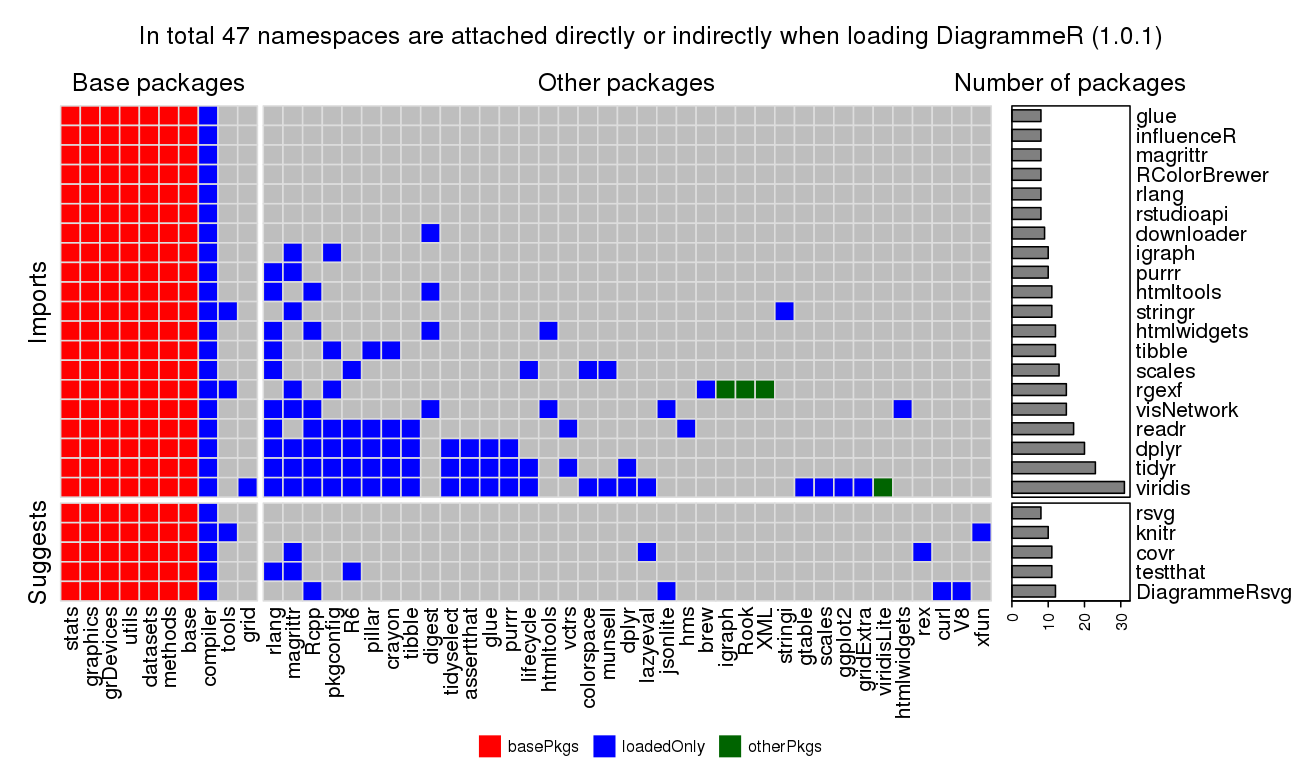 In total 47 namespaces are attached directly or indirectly when loading DiagrammeR (1.0.1)
Base packages
Other packages
Number of packages
Imports
Suggests
glue
influenceR
magrittr
RColorBrewer
rlang
rstudioapi
downloader
igraph
purrr
htmltools
stringr
htmlwidgets
tibble
scales
rgexf
visNetwork
readr
dplyr
tidyr
viridis
rsvg
knitr
covr
testthat
DiagrammeRsvg
stats
graphics
grDevices
utils
datasets
methods
base
compiler
tools
grid
rlang
magrittr
Rcpp
pkgconfig
R6
pillar
crayon
tibble
digest
tidyselect
assertthat
glue
purrr
lifecycle
htmltools
vctrs
colorspace
munsell
dplyr
lazyeval
jsonlite
hms
brew
igraph
Rook
XML
stringi
gtable
scales
ggplot2
gridExtra
viridisLite
htmlwidgets
rex
curl
V8
xfun
0
10
20
30
basePkgs
loadedOnly
otherPkgs